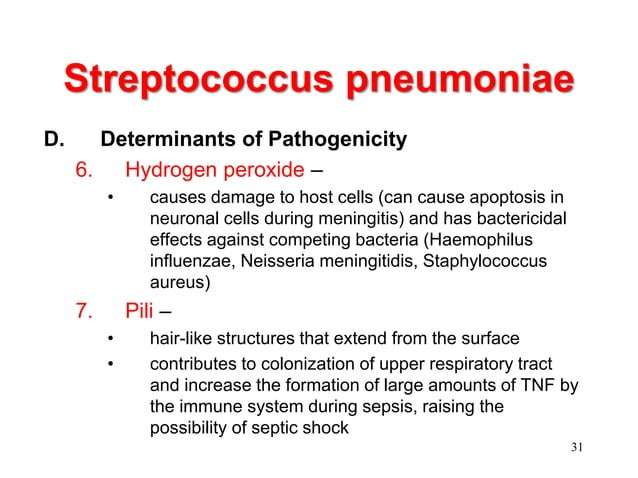 Streptococcus pneumoniae
D. Determinants of Pathogenicity
6. Hydrogen peroxide –
• causes damage to host cells (can cause apoptosis in
neuronal cells during meningitis) and has bactericidal
effects against competing bacteria (Haemophilus
influenzae, Neisseria meningitidis, Staphylococcus
aureus)
7. Pili –
• hair-like structures that extend from the surface
• contributes to colonization of upper respiratory tract
and increase the formation of large amounts of TNF by
the immune system during sepsis, raising the
possibility of septic shock
31